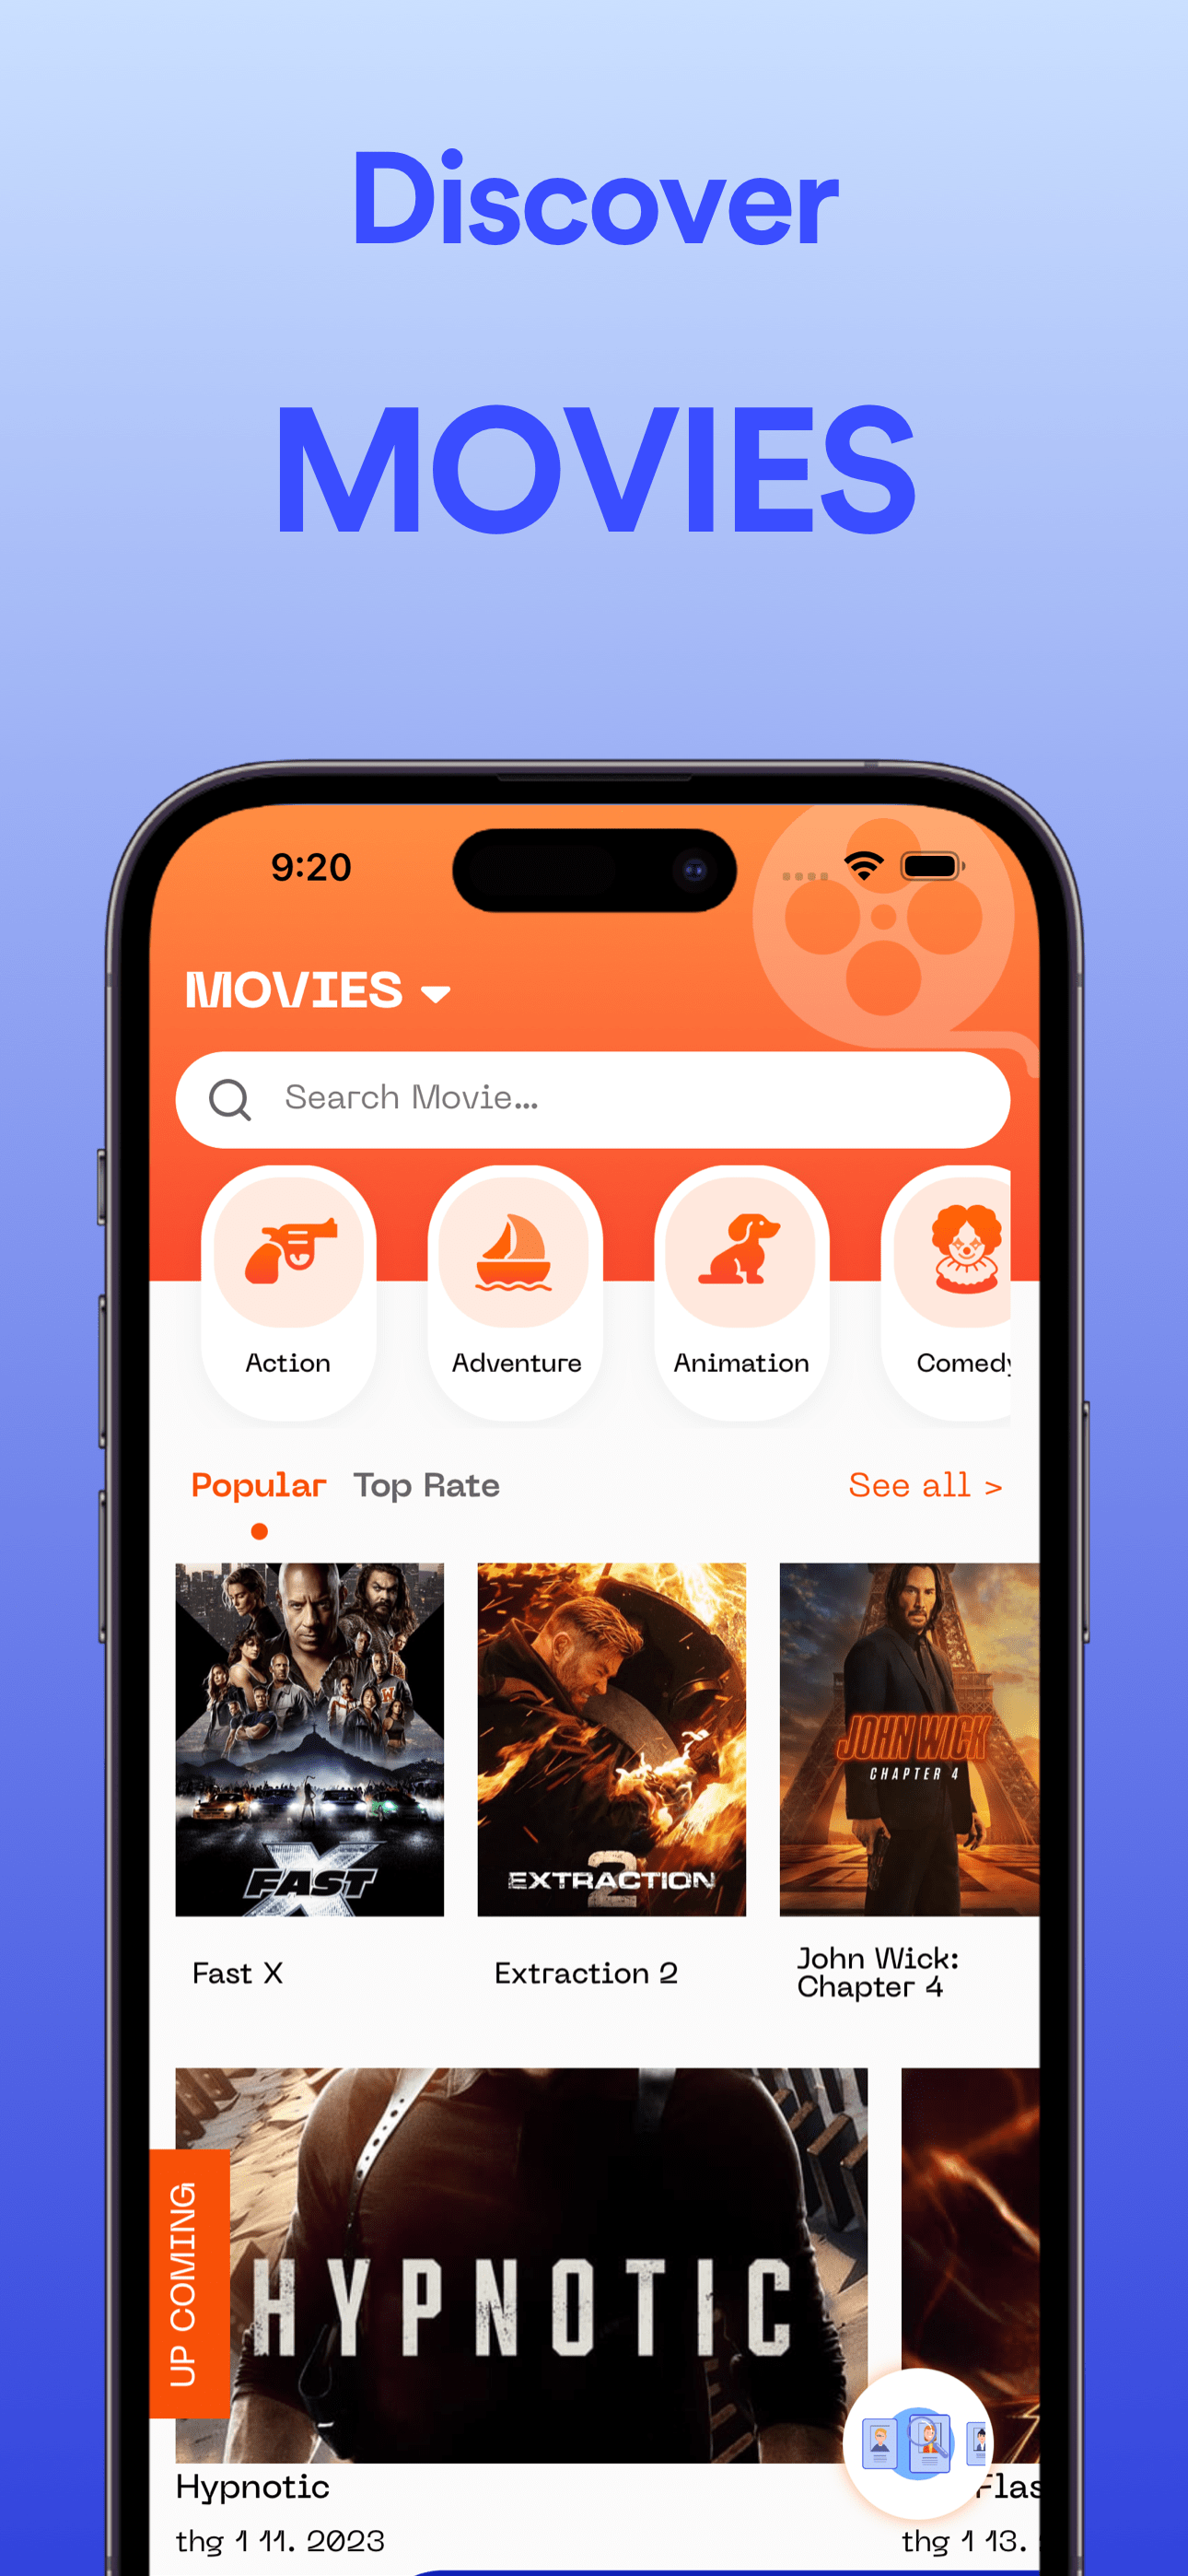 Discover
MOVIES
9:20
MOVIES
Search Movie...
Action
Adventure
Animation
Comedy
Popular
Top Rate
See all >
FAST X
EXTRACTION 2
JOHN WICK
CHAPTER 4
Fast X
Extraction 2
John Wick:
Chapter 4
UP COMING
HYPNOTIC
Hypnotic
Flas
thg 1 11. 2023
thg 1 13.